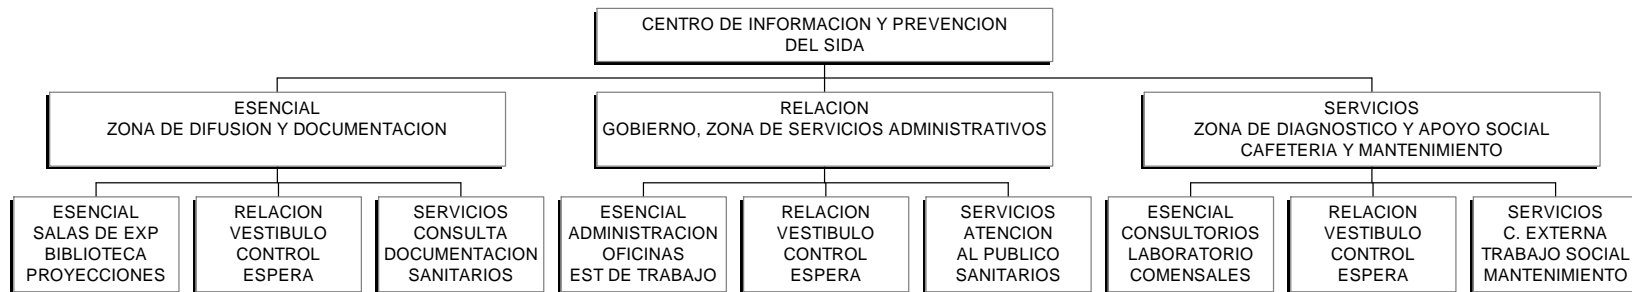 CENTRO DE INFORMACION Y PREVENCION
DEL SIDA
ESENCIAL
ZONA DE DIFUSION Y DOCUMENTACION
RELACION
GOBIERNO, ZONA DE SERVICIOS ADMINISTRATIVOS
SERVICIOS
ZONA DE DIAGNOSTICO Y APOYO SOCIAL
CAFETERIA Y MANTENIMIENTO
ESENCIAL
SALAS DE EXP
BIBLIOTECA
PROYECCIONES
RELACION
VESTIBULO
CONTROL
ESPERA
SERVICIOS
CONSULTA
DOCUMENTACION
SANITARIOS
ESENCIAL
ADMINISTRACION
OFICINAS
EST DE TRABAJO
RELACION
VESTIBULO
CONTROL
ESPERA
SERVICIOS
ATENCION
AL PUBLICO
SANITARIOS
ESENCIAL
CONSULTORIOS
LABORATORIO
COMENSALES
RELACION
VESTIBULO
CONTROL
ESPERA
SERVICIOS
C. EXTERNA
TRABAJO SOCIAL
MANTENIMIENTO